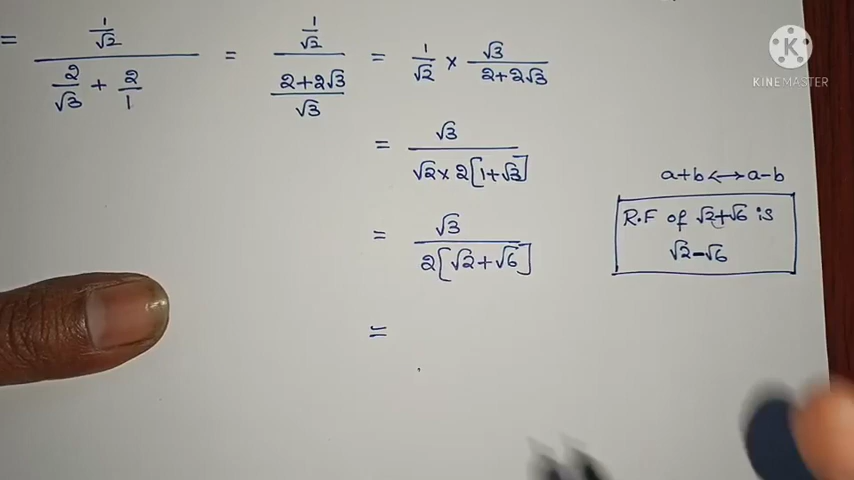 = (1/√2) / (2/√3 + 2/1) = (1/√2) / ((2+2√3)/√3) = 1/√2 × √3/(2+2√3)
= √3 / (√2 × 2[1+√3])
= √3 / (2[√2+√6])
=
a+b ⟷ a-b
R.F of √2+√6 is
√2-√6
KINEMASTER